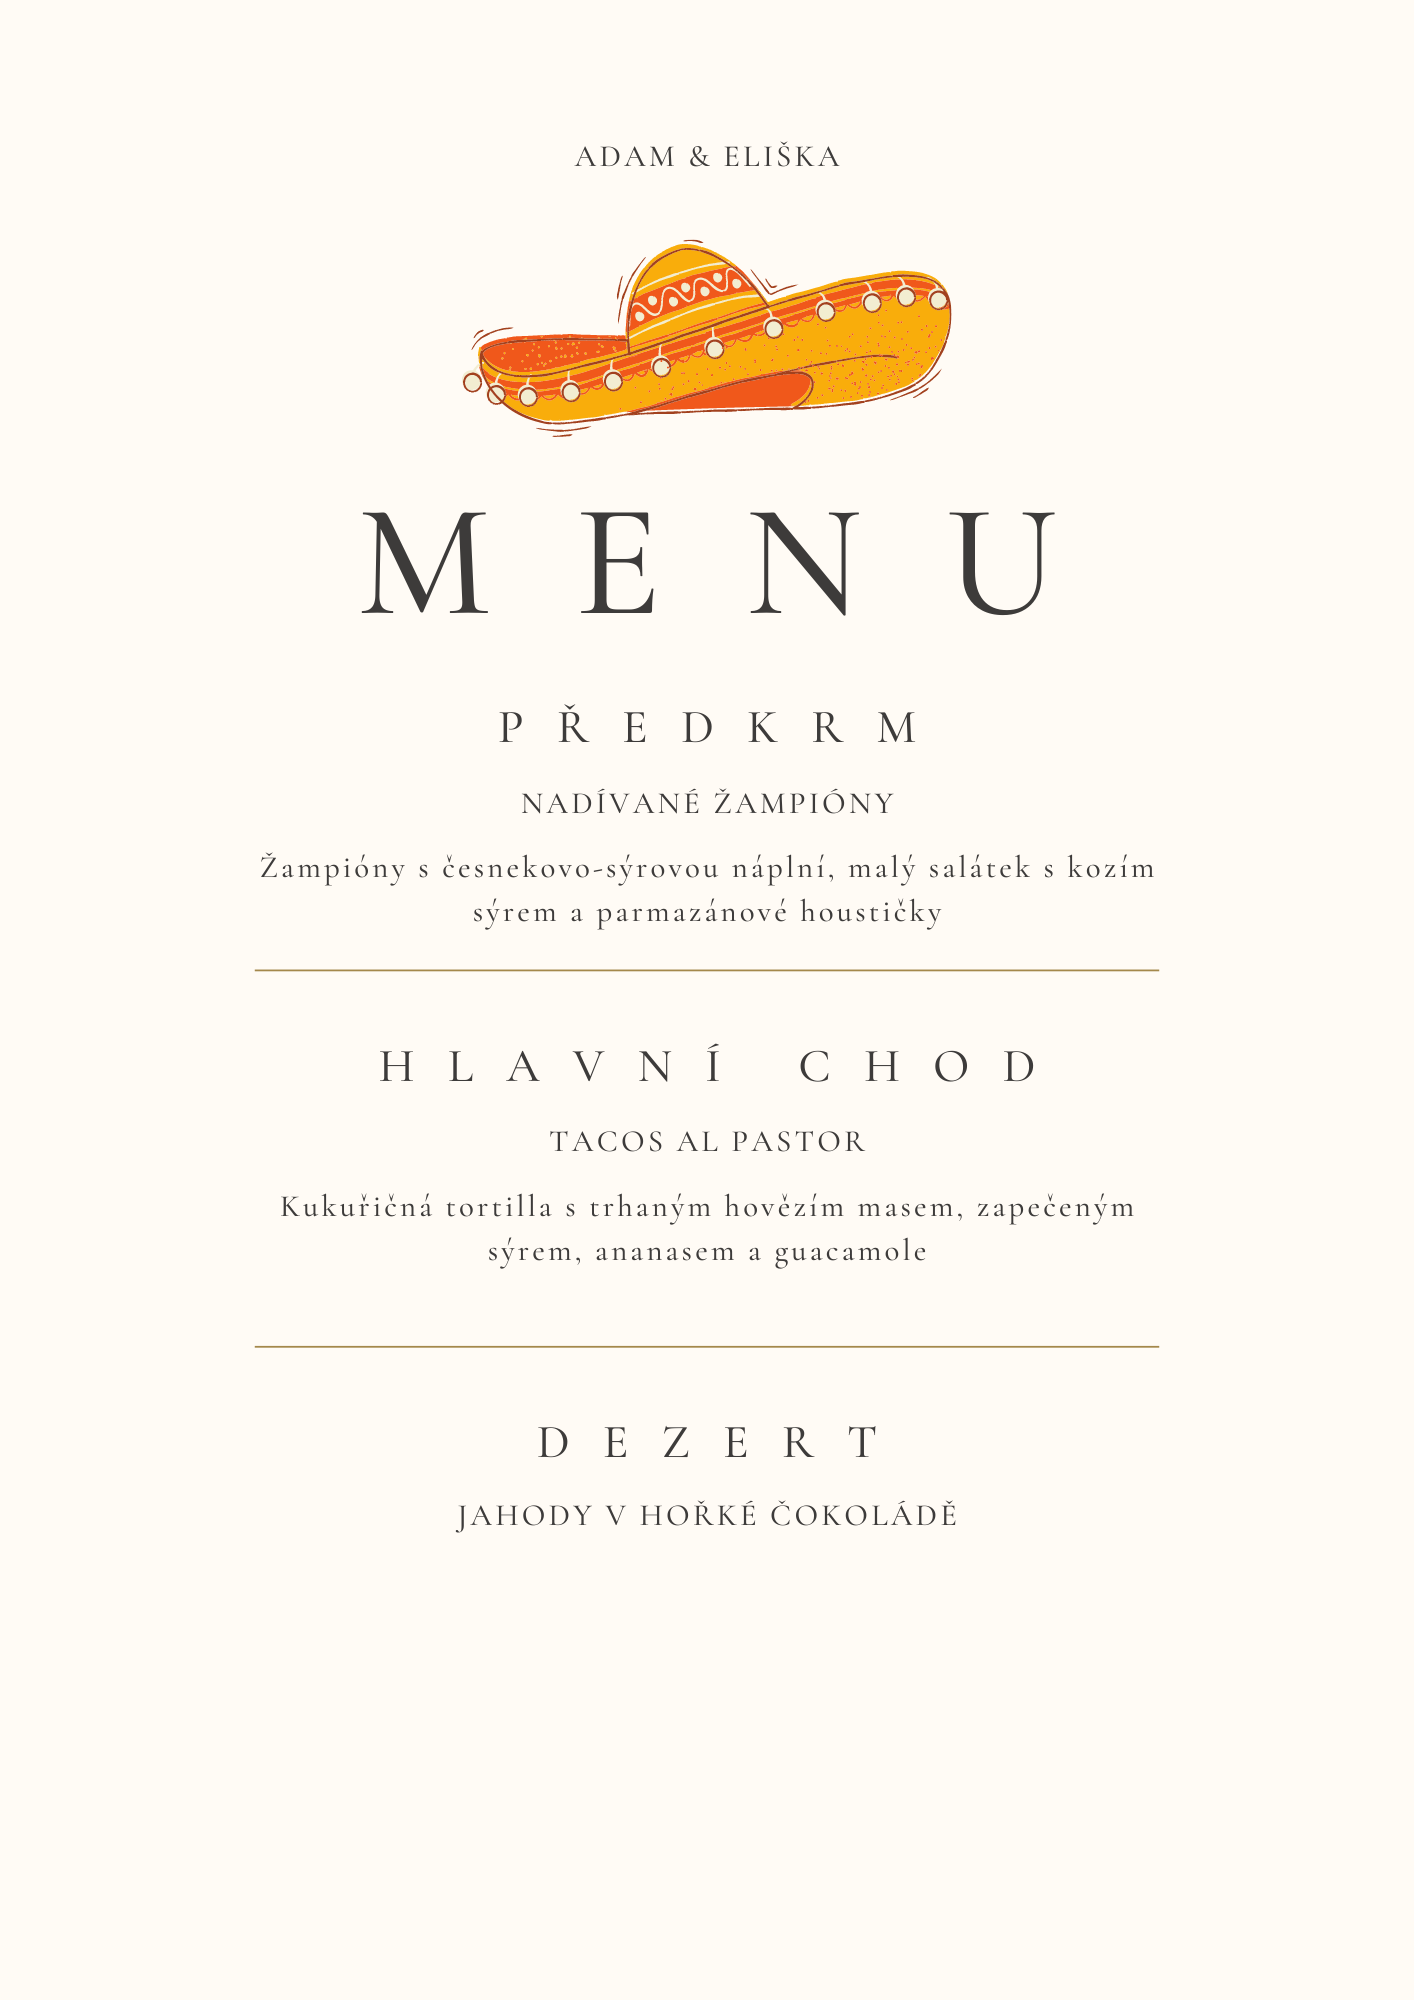 ADAM & ELIŠKA
MENU
PŘEDKRM
NADÍVANÉ ŽAMPIÓNY
Žampióny s česnekovo-sýrovou náplní, malý salátek s kozím
sýrem a parmazánové houstičky
HLAVNÍ CHOD
TACOS AL PASTOR
Kukuřičná tortilla s trhaným hovězím masem, zapečeným
sýrem, ananasem a guacamole
DEZERT
JAHODY V HOŘKÉ ČOKOLÁDĚ